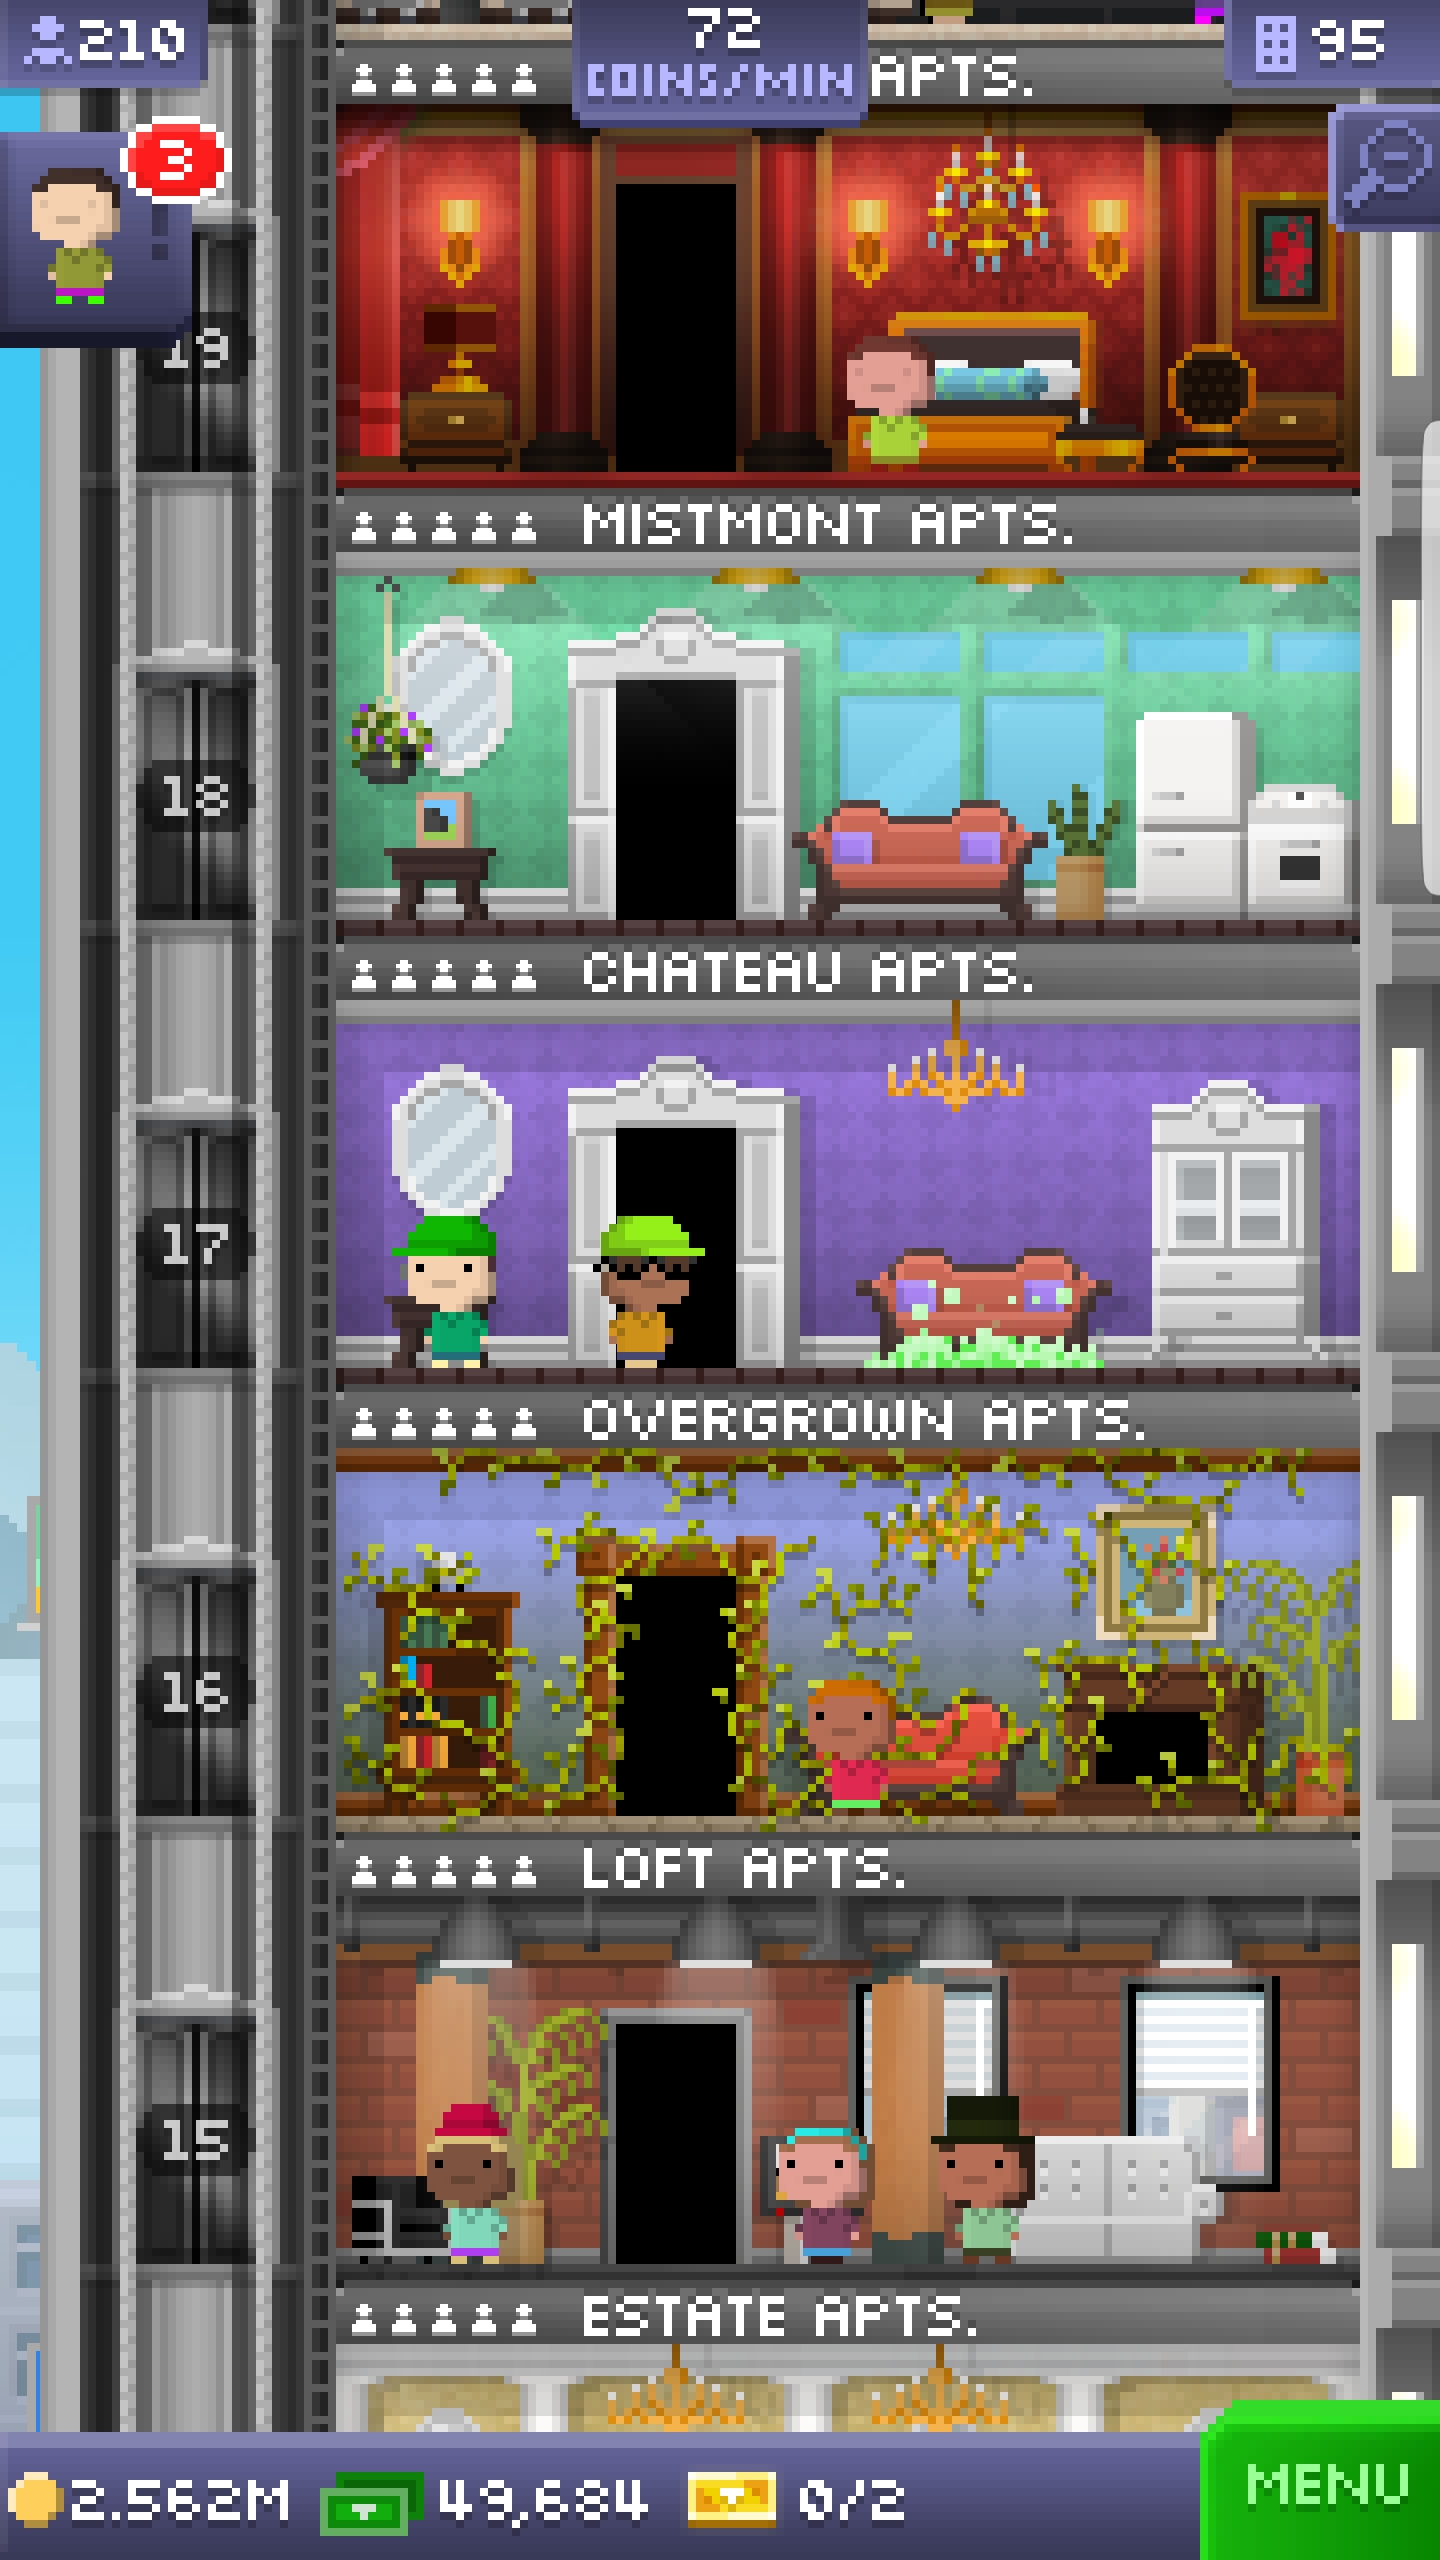 210
72
COINS/MIN
95
3
APTS.
19
MISTMONT APTS.
18
CHATEAU APTS.
17
OVERGROWN APTS.
16
LOFT APTS.
15
ESTATE APTS.
2.562M 49,684 0/2
MENU